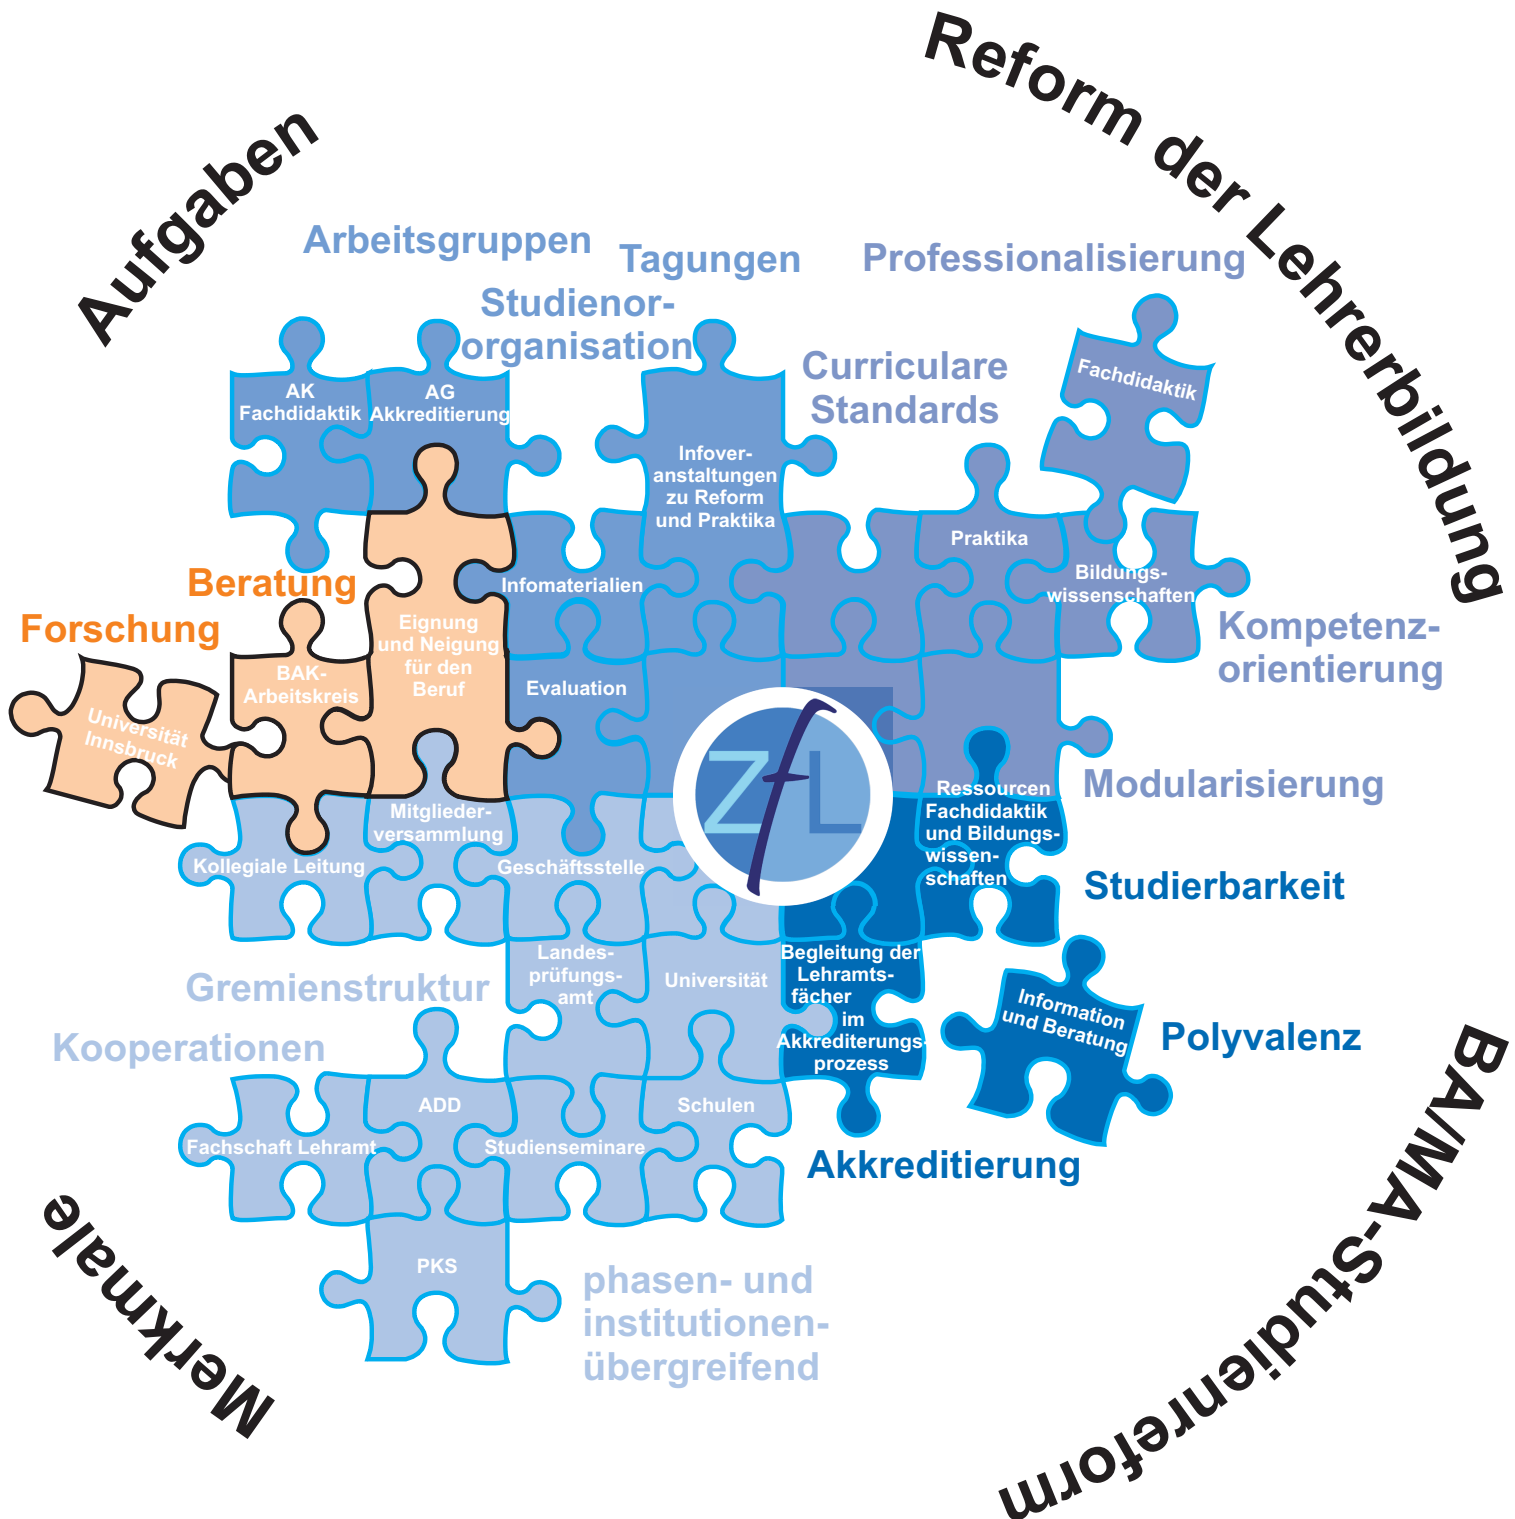 Aufgaben
Reform der Lehrerbildung
Arbeitsgruppen
Tagungen
Professionalisierung
Studienor-
organisation
Curriculare
Standards
AK
Fachdidaktik
AG
Akkreditierung
Infover-
anstaltungen
zu Reform
und Praktika
Fachdidaktik
Praktika
Bildungs-
wissenschaften
Infomaterialien
Beratung
Forschung
Eignung
und Neigung
für den
Beruf
BAK-
Arbeitskreis
Universität
Innsbruck
Evaluation
Kompetenz-
orientierung
ZfL
Modularisierung
Ressourcen
Fachdidaktik
und Bildungs-
wissen-
schaften
Mitglieder-
versammlung
Kollegiale Leitung
Geschäftsstelle
Studierbarkeit
Landes-
prüfungs-
amt
Universität
Begleitung der
Lehramts-
fächer
im
Akkrediterungs-
prozess
Information
und Beratung
Polyvalenz
Gremienstruktur
Kooperationen
ADD
Schulen
Fachschaft Lehramt
Studienseminare
Akkreditierung
PKS
phasen- und
institutionen-
übergreifend
Merkmale
BA/MA-Studienreform